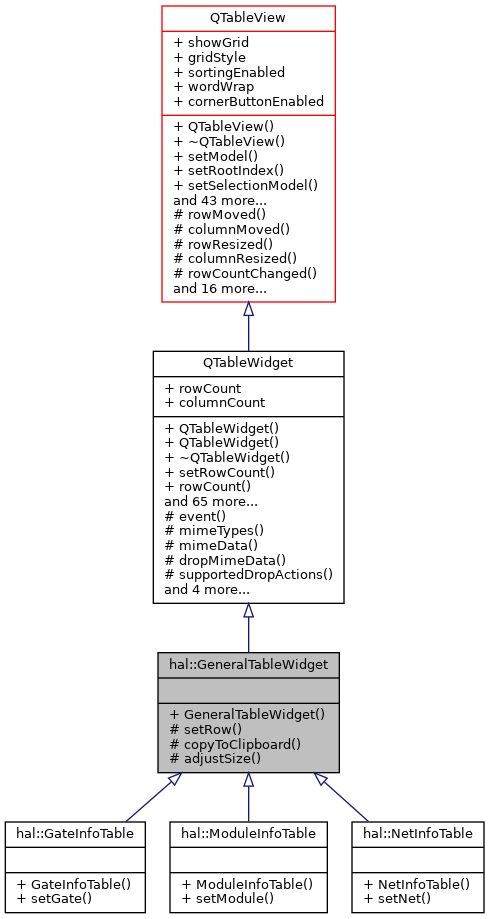 QTableView
+ showGrid
+ gridStyle
+ sortingEnabled
+ wordWrap
+ cornerButtonEnabled
+ QTableView()
+ ~QTableView()
+ setModel()
+ setRootIndex()
+ setSelectionModel()
and 43 more...
# rowMoved()
# columnMoved()
# rowResized()
# columnResized()
# rowCountChanged()
and 16 more...
QTableWidget
+ rowCount
+ columnCount
+ QTableWidget()
+ QTableWidget()
+ ~QTableWidget()
+ setRowCount()
+ rowCount()
and 65 more...
# event()
# mimeTypes()
# mimeData()
# dropMimeData()
# supportedDropActions()
and 4 more...
hal::GeneralTableWidget
+ GeneralTableWidget()
# setRow()
# copyToClipboard()
# adjustSize()
hal::GateInfoTable
+ GateInfoTable()
+ setGate()
hal::ModuleInfoTable
+ ModuleInfoTable()
+ setModule()
hal::NetInfoTable
+ NetInfoTable()
+ setNet()